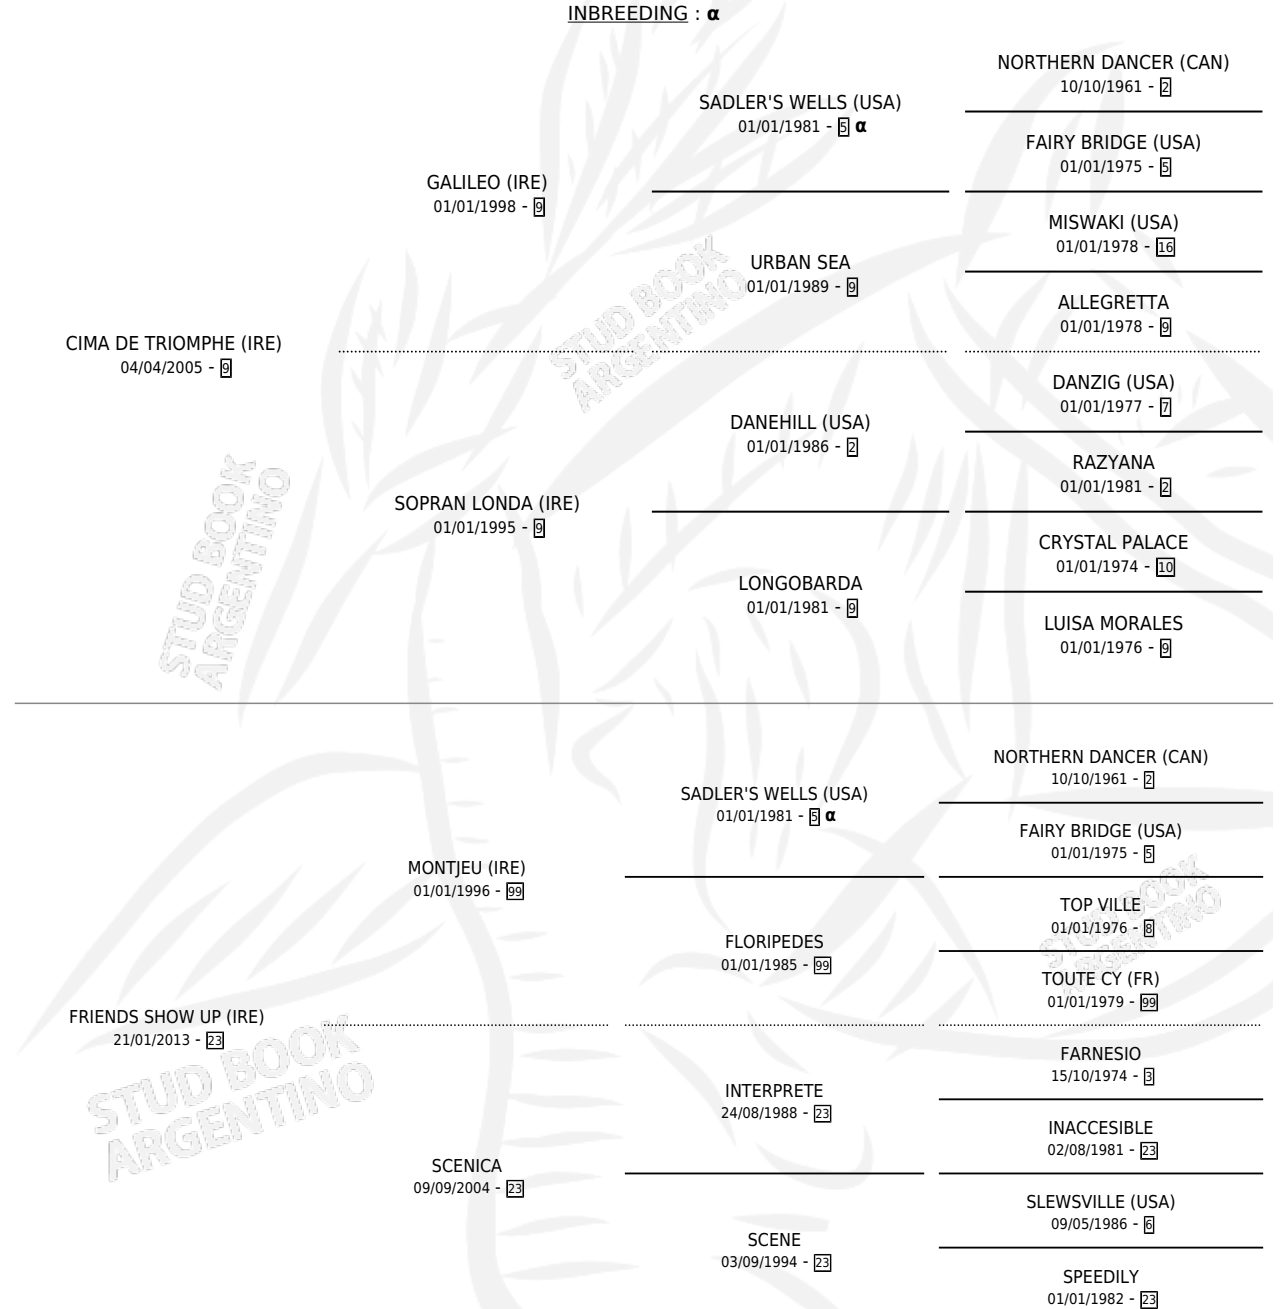 INBREEDING : α
NORTHERN DANCER (CAN)
10/10/1961 - 2
SADLER'S WELLS (USA)
01/01/1981 - 5 α
FAIRY BRIDGE (USA)
01/01/1975 - 5
GALILEO (IRE)
01/01/1998 - 9
MISWAKI (USA)
01/01/1978 - 16
URBAN SEA
01/01/1989 - 9
ALLEGRETTA
01/01/1978 - 9
CIMA DE TRIOMPHE (IRE)
04/04/2005 - 9
DANZIG (USA)
01/01/1977 - 7
DANEHILL (USA)
01/01/1986 - 2
RAZYANA
01/01/1981 - 2
SOPRAN LONDA (IRE)
01/01/1995 - 9
CRYSTAL PALACE
01/01/1974 - 10
LONGOBARDA
01/01/1981 - 9
LUISA MORALES
01/01/1976 - 9
NORTHERN DANCER (CAN)
10/10/1961 - 2
SADLER'S WELLS (USA)
01/01/1981 - 5 α
FAIRY BRIDGE (USA)
01/01/1975 - 5
MONTJEU (IRE)
01/01/1996 - 99
TOP VILLE
01/01/1976 - 8
FLORIPEDES
01/01/1985 - 99
TOUTE CY (FR)
01/01/1979 - 99
FRIENDS SHOW UP (IRE)
21/01/2013 - 23
FARNESIO
15/10/1974 - 3
INTERPRETE
24/08/1988 - 23
INACCESIBLE
02/08/1981 - 23
SCENICA
09/09/2004 - 23
SLEWSVILLE (USA)
09/05/1986 - 6
SCENE
03/09/1994 - 23
SPEEDILY
01/01/1982 - 23
STUD BOOK
ARGENTINO
STUD BOOK
ARGENTINO
STUD BOOK
ARGENTINO
STUD BOOK
ARGENTINO